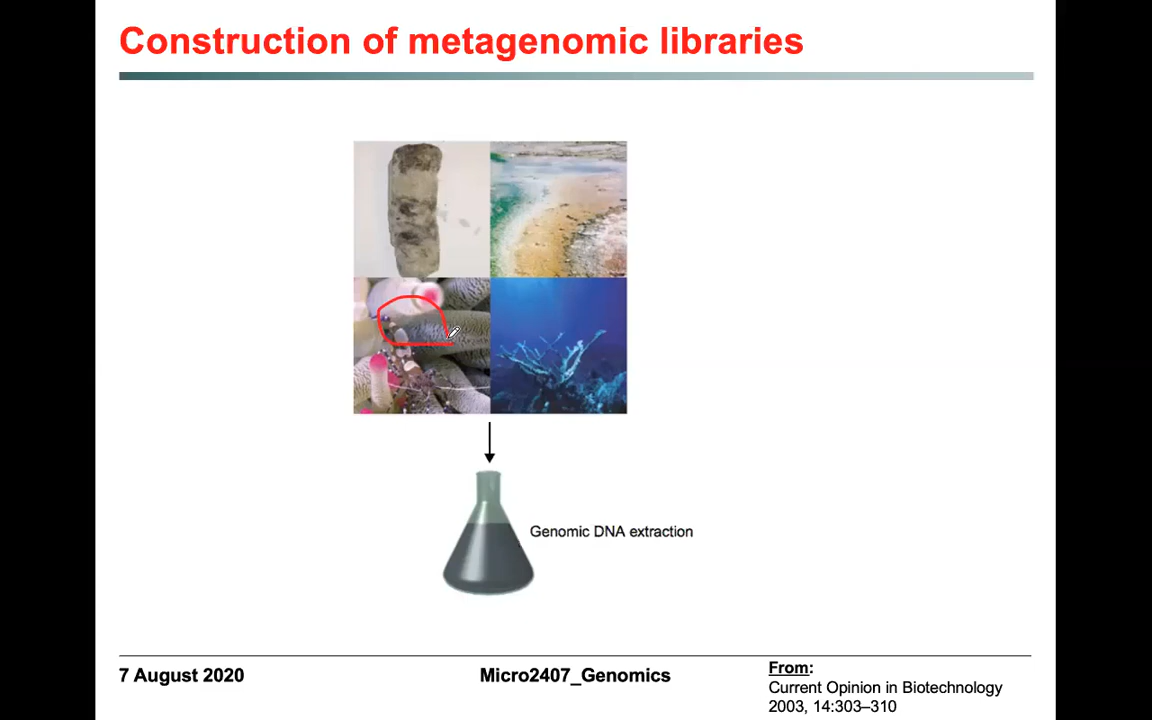 Construction of metagenomic libraries
Genomic DNA extraction
7 August 2020
Micro2407_Genomics
From:
Current Opinion in Biotechnology
2003, 14:303–310